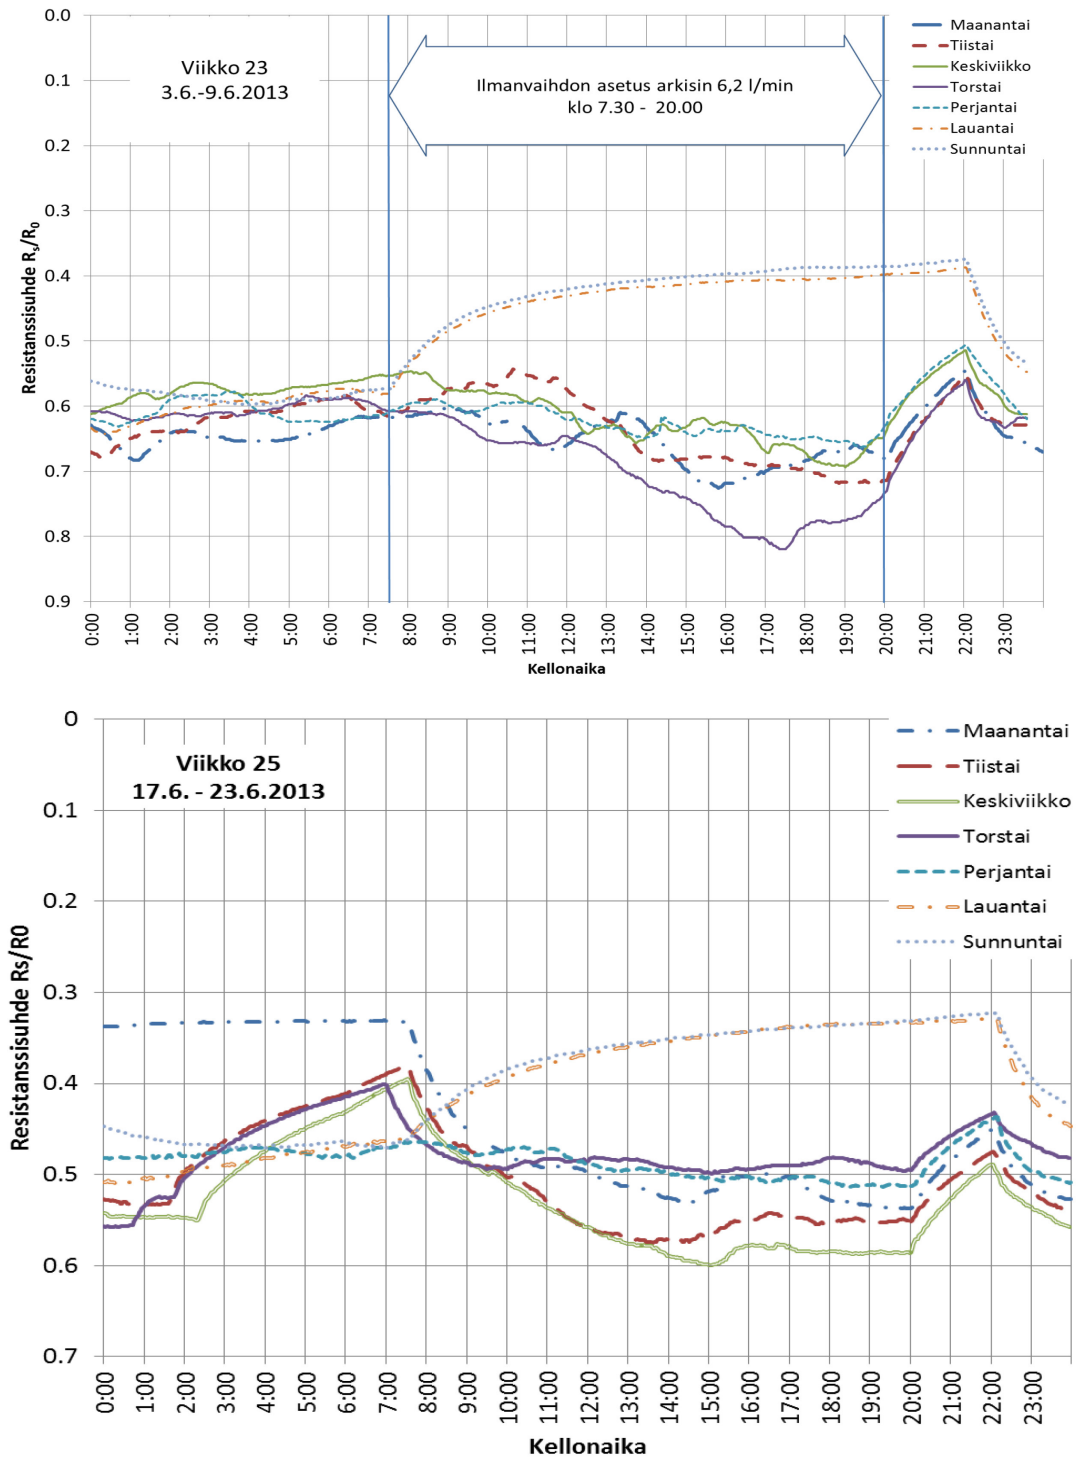 0.0
0.1
0.2
0.3
0.4
0.5
0.6
0.7
0.8
0.9
Resistanssisuhde Rs/R0
Viikko 23
3.6.-9.6.2013
Ilmanvaihdon asetus arkisin 6,2 l/min
klo 7.30 - 20.00
Maanantai
Tiistai
Keskiviikko
Torstai
Perjantai
Lauantai
Sunnuntai
0:00 1:00 2:00 3:00 4:00 5:00 6:00 7:00 8:00 9:00 10:00 11:00 12:00 13:00 14:00 15:00 16:00 17:00 18:00 19:00 20:00 21:00 22:00 23:00
Kellonaika
0
0.1
0.2
0.3
0.4
0.5
0.6
0.7
Resistanssisuhde Rs/R0
Viikko 25
17.6. - 23.6.2013
Maanantai
Tiistai
Keskiviikko
Torstai
Perjantai
Lauantai
Sunnuntai
0:00 1:00 2:00 3:00 4:00 5:00 6:00 7:00 8:00 9:00 10:00 11:00 12:00 13:00 14:00 15:00 16:00 17:00 18:00 19:00 20:00 21:00 22:00 23:00
Kellonaika